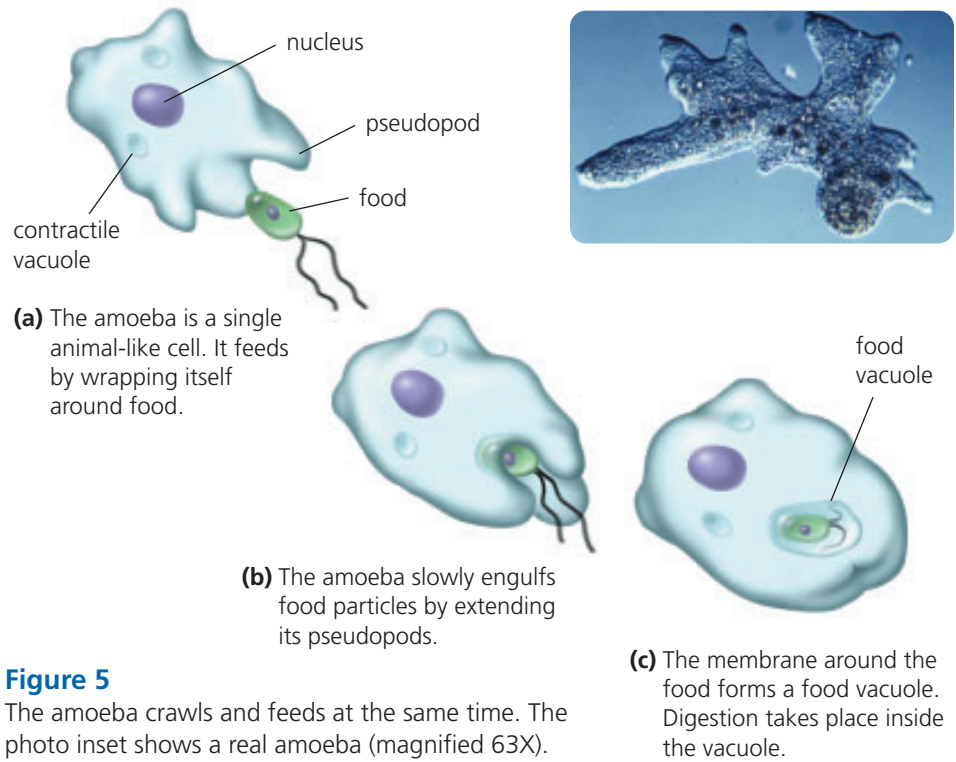 nucleus
pseudopod
food
contractile
vacuole
(a) The amoeba is a single
animal-like cell. It feeds
by wrapping itself
around food.
food
vacuole
(b) The amoeba slowly engulfs
food particles by extending
its pseudopods.
(c) The membrane around the
food forms a food vacuole.
Digestion takes place inside
the vacuole.
Figure 5
The amoeba crawls and feeds at the same time. The
photo inset shows a real amoeba (magnified 63X).